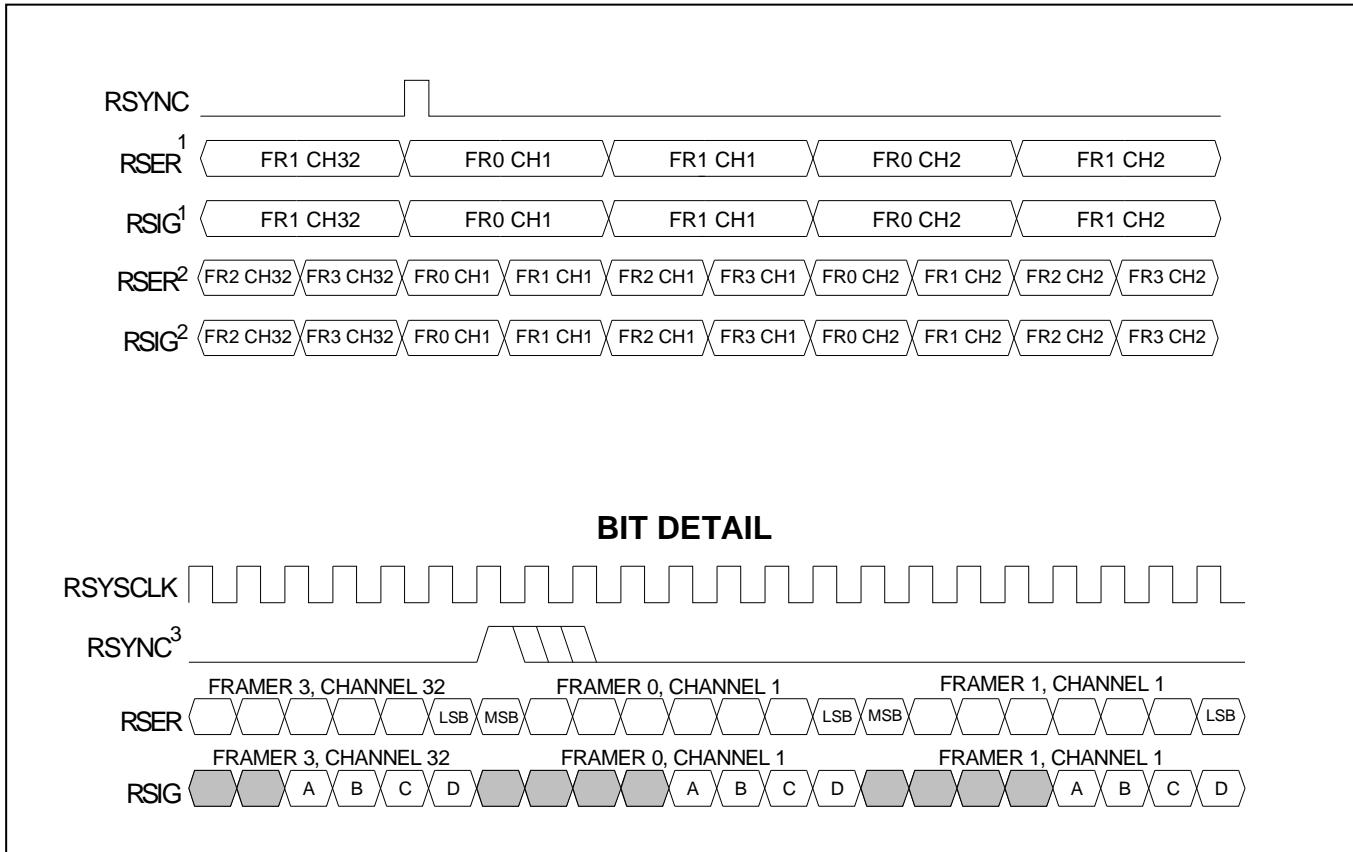 RSYNC
RSER¹ FR1 CH32 FR0 CH1 FR1 CH1 FR0 CH2 FR1 CH2
RSIG¹ FR1 CH32 FR0 CH1 FR1 CH1 FR0 CH2 FR1 CH2
RSER² FR2 CH32 FR3 CH32 FR0 CH1 FR1 CH1 FR2 CH1 FR3 CH1 FR0 CH2 FR1 CH2 FR2 CH2 FR3 CH2
RSIG² FR2 CH32 FR3 CH32 FR0 CH1 FR1 CH1 FR2 CH1 FR3 CH1 FR0 CH2 FR1 CH2 FR2 CH2 FR3 CH2
BIT DETAIL
RSYSCLK
RSYNC³
FRAMER 3, CHANNEL 32 FRAMER 0, CHANNEL 1 FRAMER 1, CHANNEL 1
RSER LSB MSB LSB MSB LSB
FRAMER 3, CHANNEL 32 FRAMER 0, CHANNEL 1 FRAMER 1, CHANNEL 1
RSIG A B C D A B C D A B C D